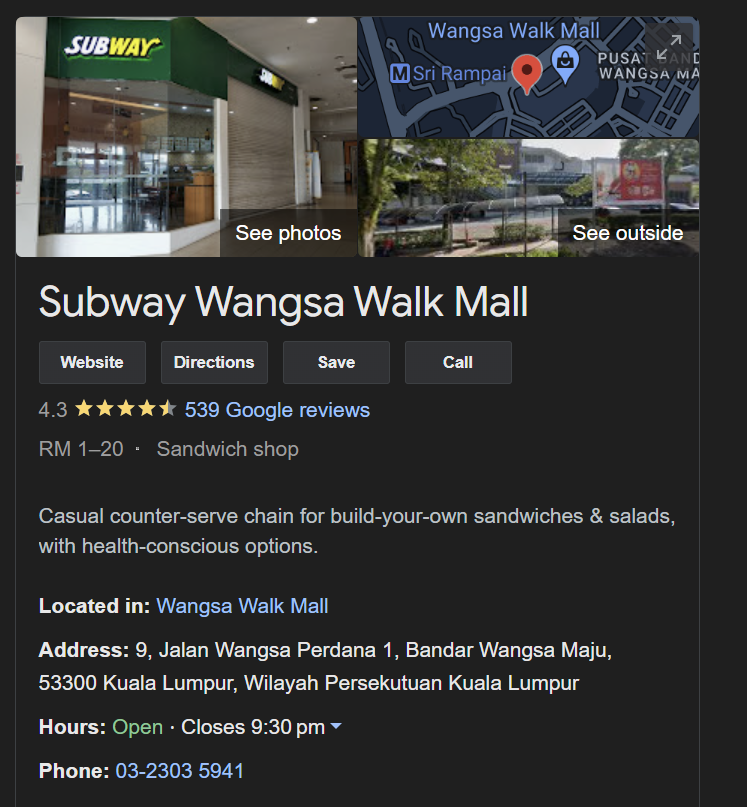 SUBWAY
SUBWAY
See photos
Wangsa Walk Mall
M Sri Rampai
PUSAT BAND
WANGSA MA
See outside
Subway Wangsa Walk Mall
Website
Directions
Save
Call
4.3 539 Google reviews
RM 1–20 · Sandwich shop
Casual counter-serve chain for build-your-own sandwiches & salads,
with health-conscious options.
Located in: Wangsa Walk Mall
Address: 9, Jalan Wangsa Perdana 1, Bandar Wangsa Maju,
53300 Kuala Lumpur, Wilayah Persekutuan Kuala Lumpur
Hours: Open · Closes 9:30 pm
Phone: 03-2303 5941